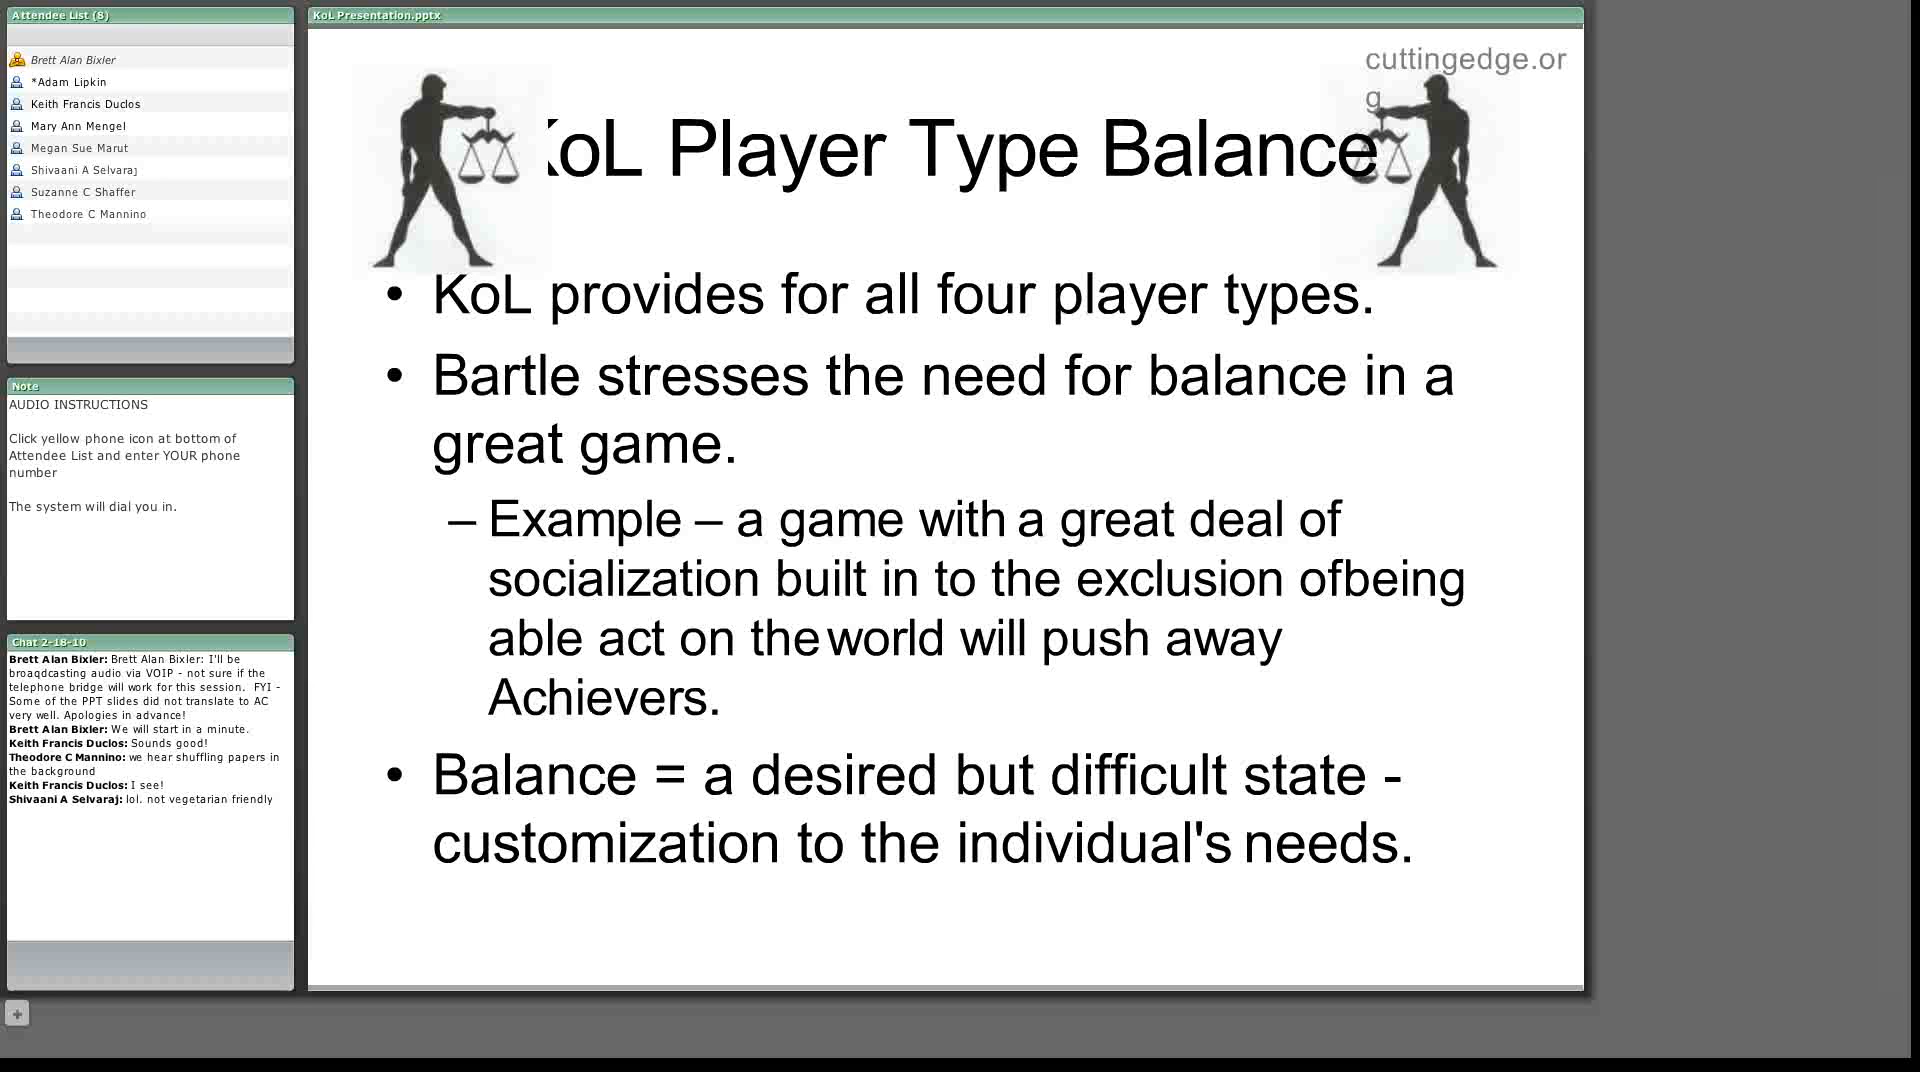 Attendee List (8)
Brett Alan Bixler
*Adam Lipkin
Keith Francis Duclos
Mary Ann Mengel
Megan Sue Marut
Shivaani A Selvaraj
Suzanne C Shaffer
Theodore C Mannino
Note
AUDIO INSTRUCTIONS
Click yellow phone icon at bottom of
Attendee List and enter YOUR phone
number
The system will dial you in.
Chat 2-18-10
Brett Alan Bixler: Brett Alan Bixler: I'll be
broaqdcasting audio via VOIP - not sure if the
telephone bridge will work for this session.  FYI -
Some of the PPT slides did not translate to AC
very well. Apologies in advance!
Brett Alan Bixler: We will start in a minute.
Keith Francis Duclos: Sounds good!
Theodore C Mannino: we hear shuffling papers in
the background
Keith Francis Duclos: I see!
Shivaani A Selvaraj: lol. not vegetarian friendly
KoL Presentation.pptx
cuttingedge.or
g
KoL Player Type Balance
• KoL provides for all four player types.
• Bartle stresses the need for balance in a
great game.
– Example – a game with a great deal of
socialization built in to the exclusion ofbeing
able act on the world will push away
Achievers.
• Balance = a desired but difficult state -
customization to the individual's needs.